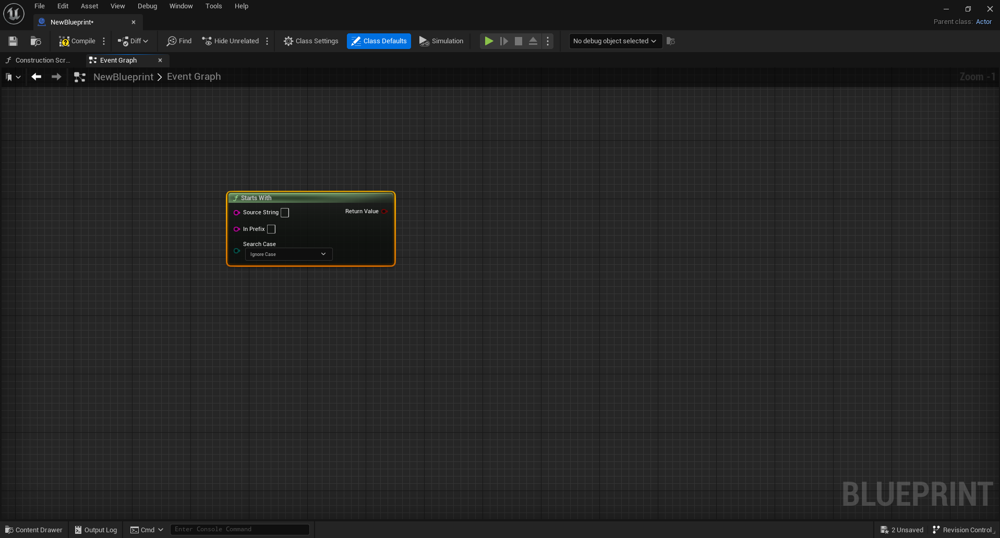 File Edit Asset View Debug Window Tools Help
NewBlueprint*
Parent class: Actor
Compile Diff Find Hide Unrelated Class Settings Class Defaults Simulation No debug object selected
Construction Scr... Event Graph
NewBlueprint > Event Graph Zoom -1
Starts With
Source String Return Value
In Prefix
Search Case
Ignore Case
BLUEPRINT
Content Drawer Output Log Cmd Enter Console Command 2 Unsaved Revision Control